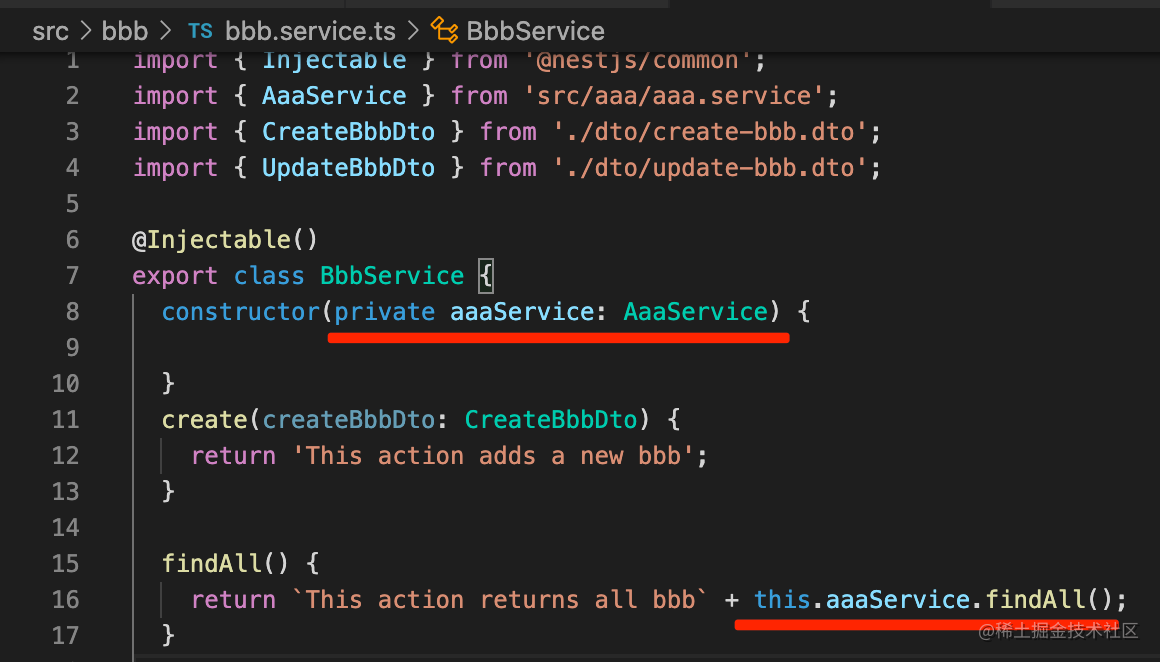 src > bbb > TS bbb.service.ts > BbbService
1 import { Injectable } from '@nestjs/common';
2 import { AaaService } from 'src/aaa/aaa.service';
3 import { CreateBbbDto } from './dto/create-bbb.dto';
4 import { UpdateBbbDto } from './dto/update-bbb.dto';
5
6 @Injectable()
7 export class BbbService {
8 constructor(private aaaService: AaaService) {
9
10 }
11 create(createBbbDto: CreateBbbDto) {
12 return 'This action adds a new bbb';
13 }
14
15 findAll() {
16 return `This action returns all bbb` + this.aaaService.findAll();
17 }
@稀土掘金技术社区